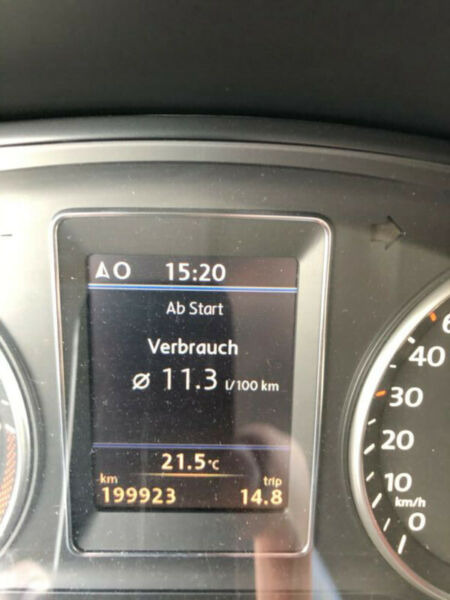 O 15:20
Ab Start
Verbrauch
⌀ 11.3 l/100 km
21.5°C
km trip
199923 14.8
40
30
20
10
km/h
0